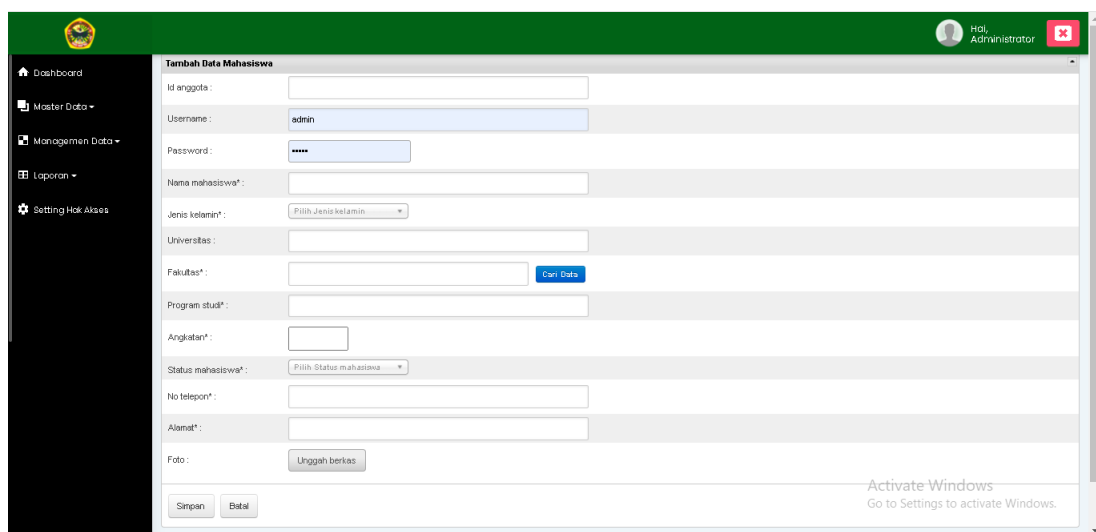 Hai,
Administrator
Dashboard
Master Data
Managemen Data
Laporan
Setting Hak Akses
Tambah Data Mahasiswa
Id anggota :
Username : admin
Password : •••••
Nama mahasiswa* :
Jenis kelamin* : Pilih Jenis kelamin
Universitas :
Fakultas* : Cari Data
Program studi* :
Angkatan* :
Status mahasiswa* : Pilih Status mahasiswa
No telepon* :
Alamat* :
Foto : Unggah berkas
Simpan Batal
Activate Windows
Go to Settings to activate Windows.